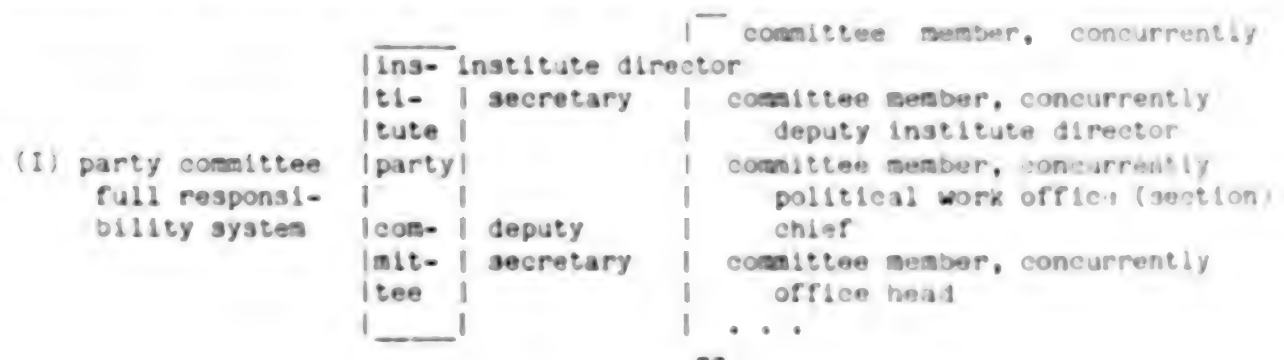 committee member, concurrently
ins- institute director
ti- secretary committee member, concurrently
tute deputy institute director
(I) party committee party committee member, concurrently
full responsi- political work office (section)
bility system com- deputy chief
mit- secretary committee member, concurrently
tee office head
. . .